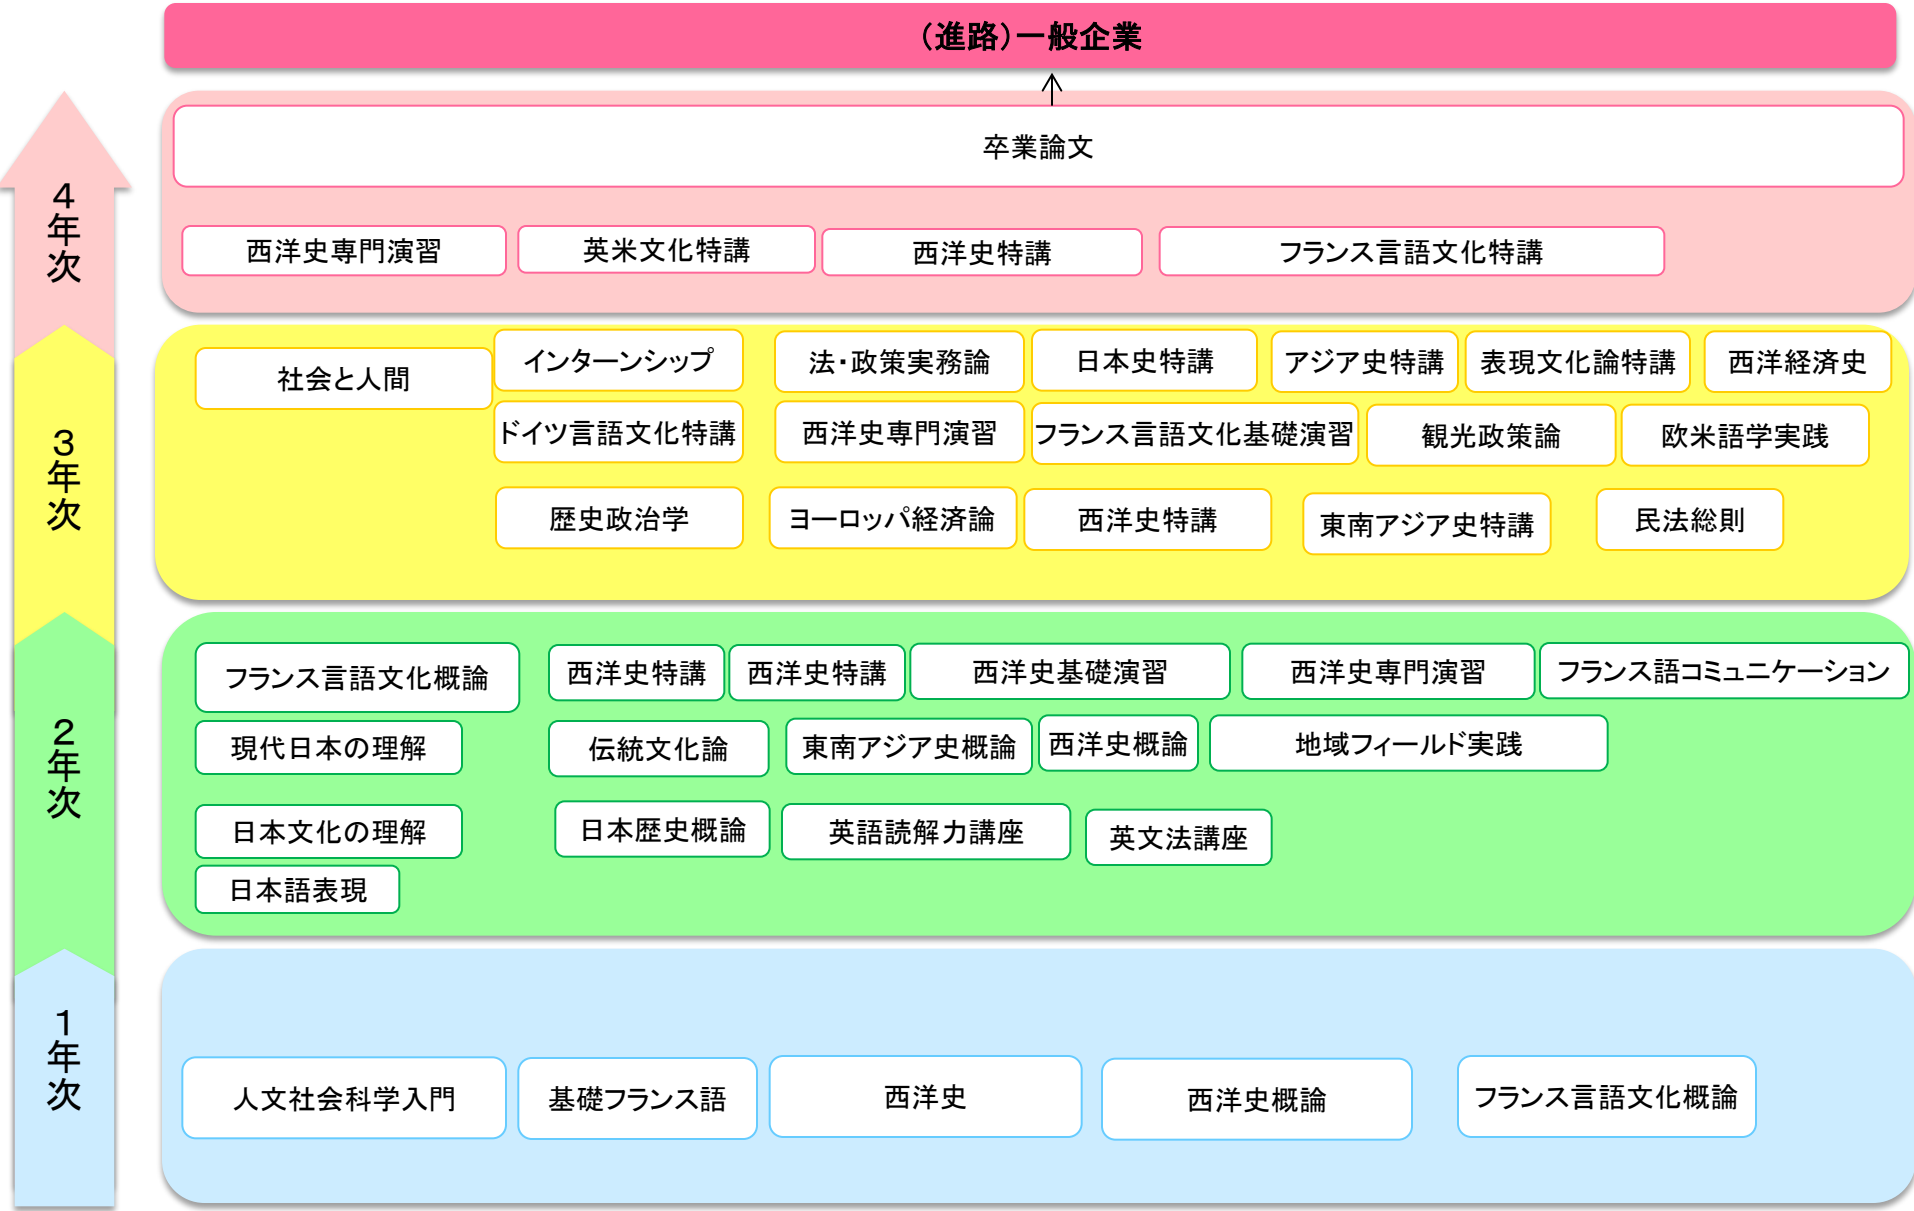 （進路）一般企業
卒業論文
４年次
西洋史専門演習
英米文化特講
西洋史特講
フランス言語文化特講
３年次
社会と人間
インターンシップ
法・政策実務論
日本史特講
アジア史特講
表現文化論特講
西洋経済史
ドイツ言語文化特講
西洋史専門演習
フランス言語文化基礎演習
観光政策論
欧米語学実践
歴史政治学
ヨーロッパ経済論
西洋史特講
東南アジア史特講
民法総則
２年次
フランス言語文化概論
西洋史特講
西洋史特講
西洋史基礎演習
西洋史専門演習
フランス語コミュニケーション
現代日本の理解
伝統文化論
東南アジア史概論
西洋史概論
地域フィールド実践
日本文化の理解
日本歴史概論
英語読解力講座
英文法講座
日本語表現
１年次
人文社会科学入門
基礎フランス語
西洋史
西洋史概論
フランス言語文化概論